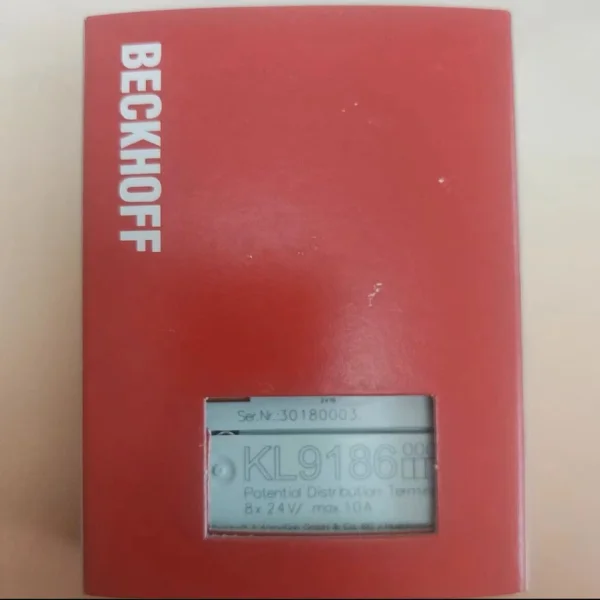 BECKHOFF
Ser.Nr.:30180003
KL9186
Potential Distribution
8x 24V/ max. 10A